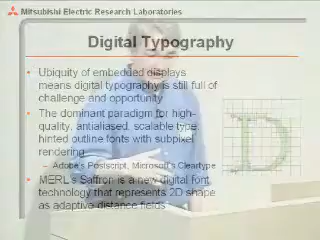 Mitsubishi Electric Research Laboratories
Digital Typography
• Ubiquity of embedded displays
means digital typography is still full of
challenge and opportunity
• The dominant paradigm for high-
quality, antialiased, scalable type:
hinted outline fonts with subpixel
rendering
– Adobe's Postscript, Microsoft's Cleartype
• MERL's Saffron is a new digital font
technology that represents 2D shape
as adaptive distance fields
D